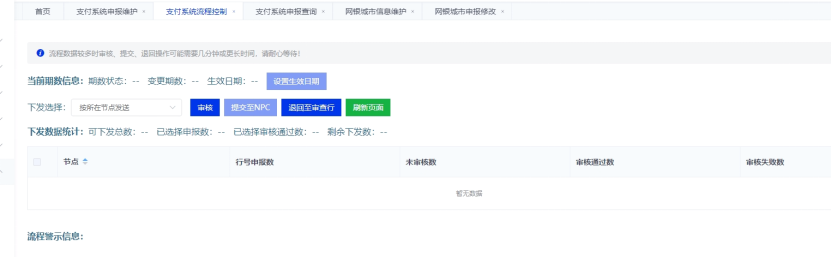 首页 支付系统申报维护 × 支付系统流程控制 × 支付系统申报查询 × 网银城市信息维护 × 网银城市申报修改 ×
流程数据较多时审核、提交、退回操作可能需要几分钟或更长时间，请耐心等待！
当前期数信息：期数状态：-- 变更期数：-- 生效日期：-- 设置生效日期
下发选择： 按所在节点发送 审核 提交至NPC 退回至审查行 刷新页面
下发数据统计：可下发总数：-- 已选择申报数：-- 已选择审核通过数：-- 剩余下发数：--
节点 行号申报数 未审核数 审核通过数 审核失败数
暂无数据
流程警示信息：